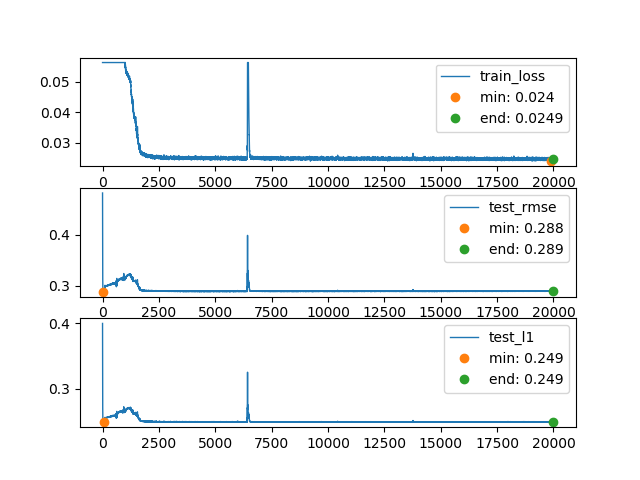 train_loss
min: 0.024
end: 0.0249
0.05
0.04
0.03
0 2500 5000 7500 10000 12500 15000 17500 20000
test_rmse
min: 0.288
end: 0.289
0.4
0.3
0 2500 5000 7500 10000 12500 15000 17500 20000
test_l1
min: 0.249
end: 0.249
0.4
0.3
0 2500 5000 7500 10000 12500 15000 17500 20000